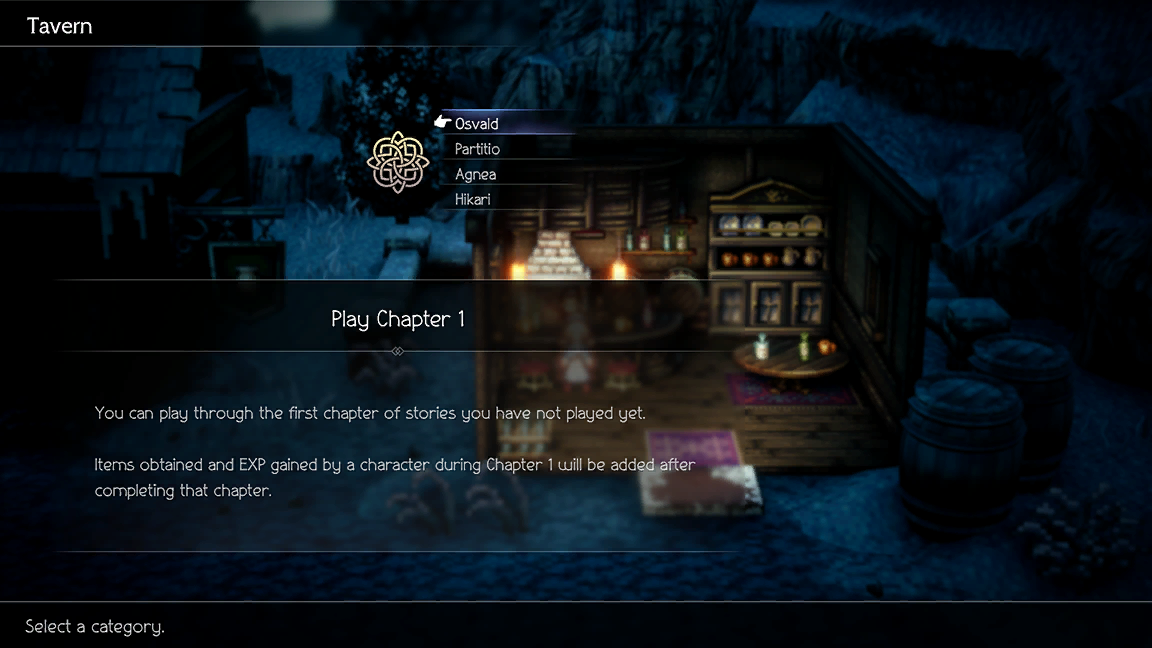 Tavern
Osvald
Partitio
Agnea
Hikari
Play Chapter 1
You can play through the first chapter of stories you have not played yet.
Items obtained and EXP gained by a character during Chapter 1 will be added after
completing that chapter.
Select a category.